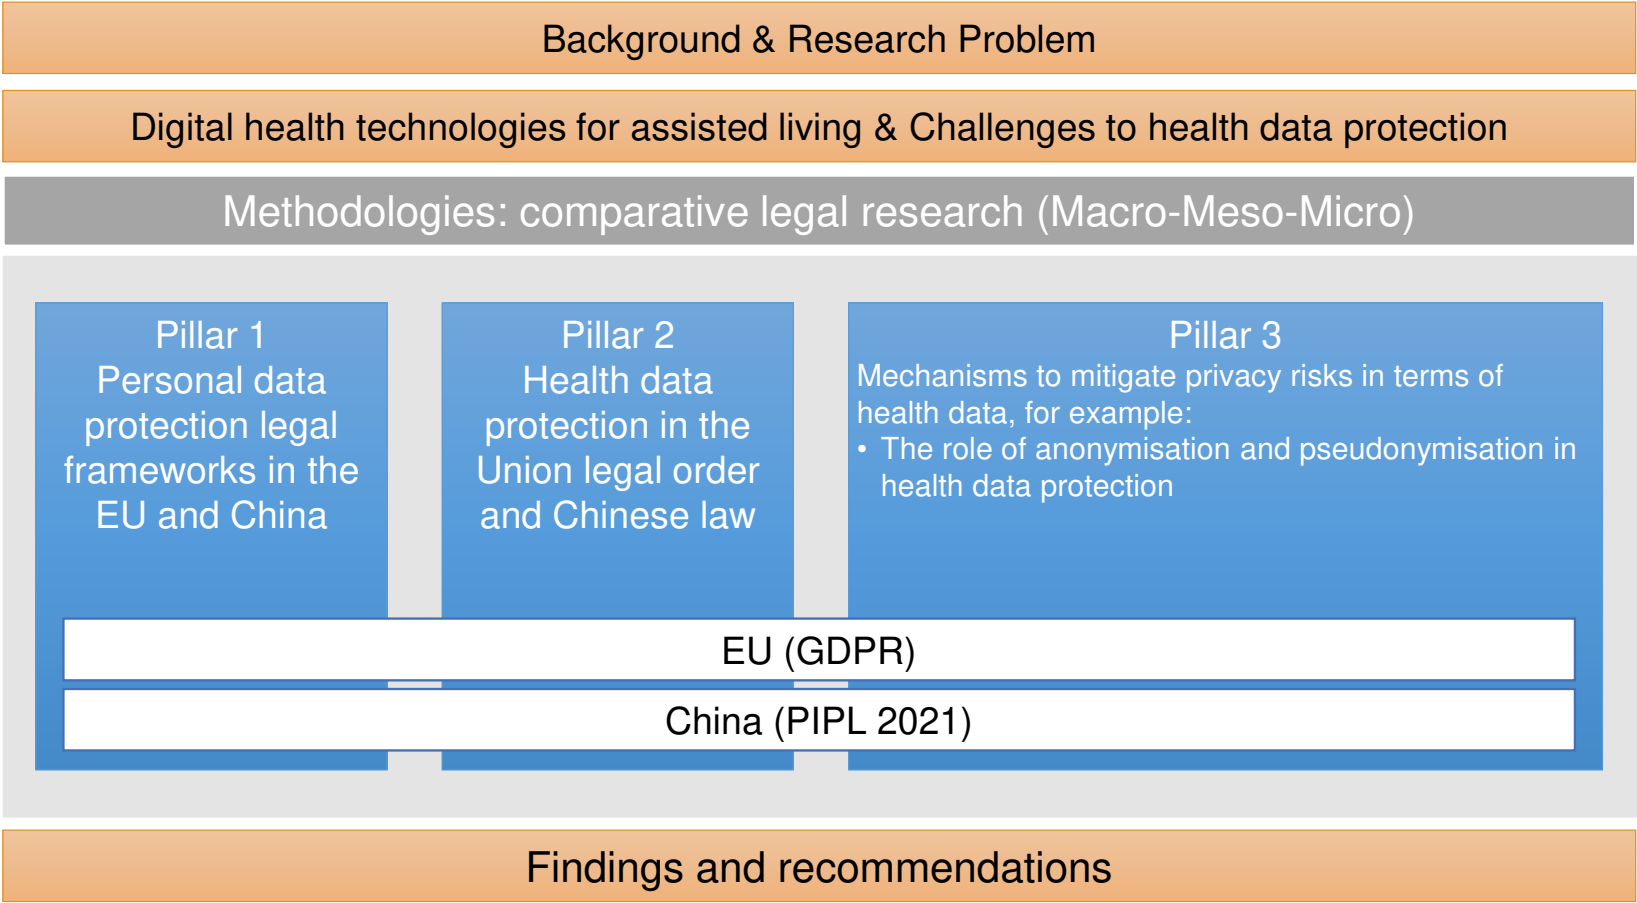 Background & Research Problem
Digital health technologies for assisted living & Challenges to health data protection
Methodologies: comparative legal research (Macro-Meso-Micro)
Pillar 1
Personal data
protection legal
frameworks in the
EU and China
Pillar 2
Health data
protection in the
Union legal order
and Chinese law
Pillar 3
Mechanisms to mitigate privacy risks in terms of
health data, for example:
• The role of anonymisation and pseudonymisation in
health data protection
EU (GDPR)
China (PIPL 2021)
Findings and recommendations